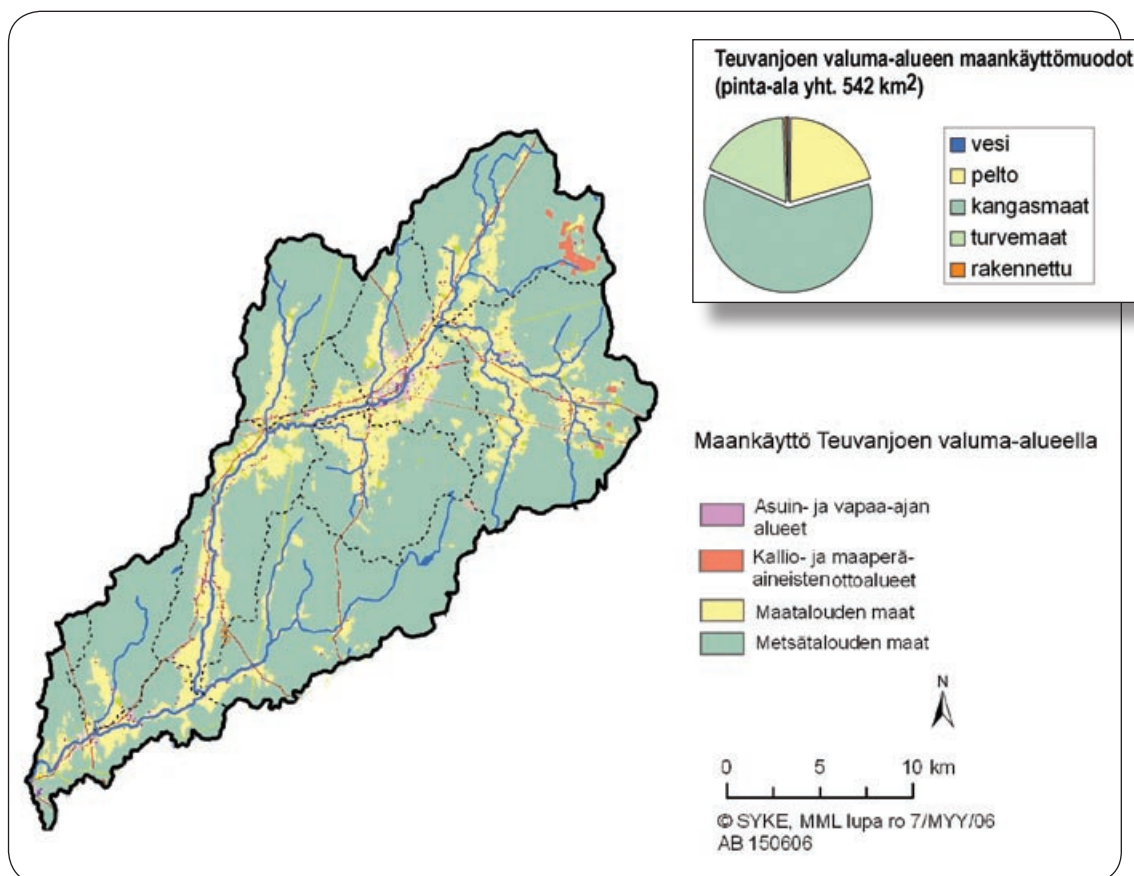 Teuvanjoen valuma-alueen maankäyttömuodot
(pinta-ala yht. 542 km2)
vesi
pelto
kangasmaat
turvemaat
rakennettu
Maankäyttö Teuvanjoen valuma-alueella
Asuin- ja vapaa-ajan
alueet
Kallio- ja maaperä-
aineisten ottoalueet
Maatalouden maat
Metsätalouden maat
N
0 5 10 km
© SYKE, MML lupa ro 7/MYY/06
AB 150606